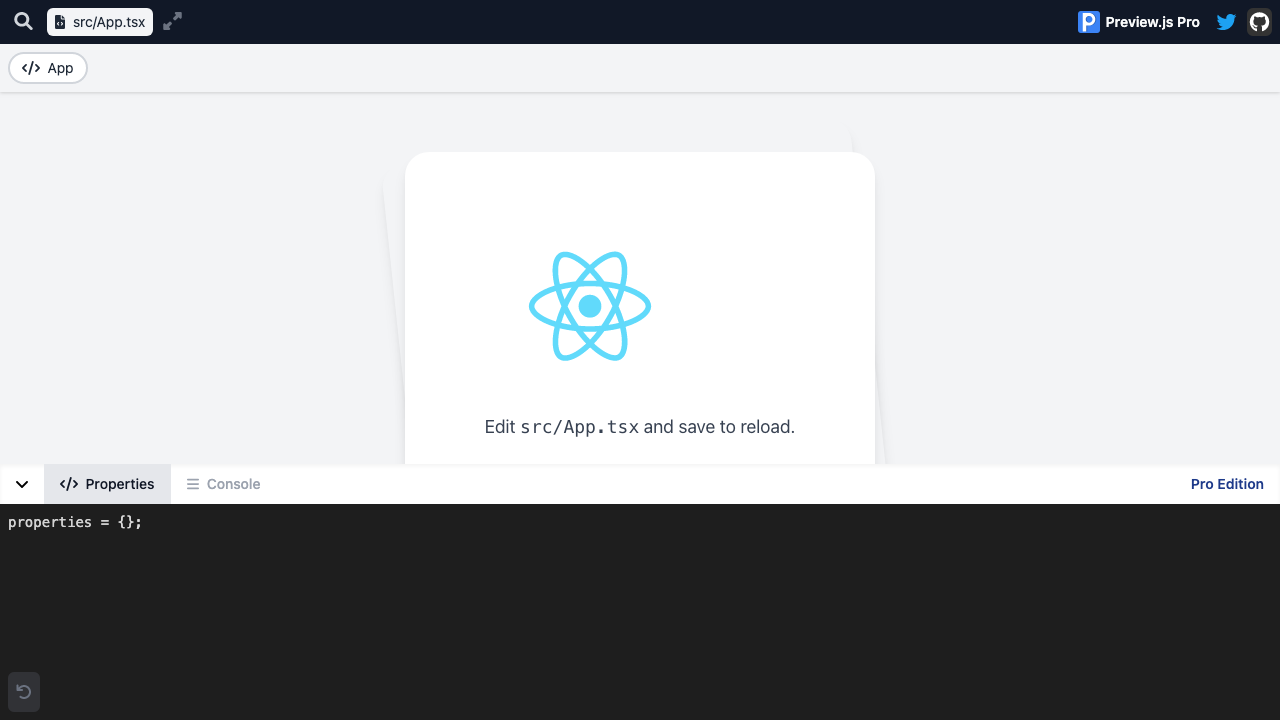 src/App.tsx
Preview.js Pro
App
Edit src/App.tsx and save to reload.
Properties
Console
Pro Edition
properties = {};